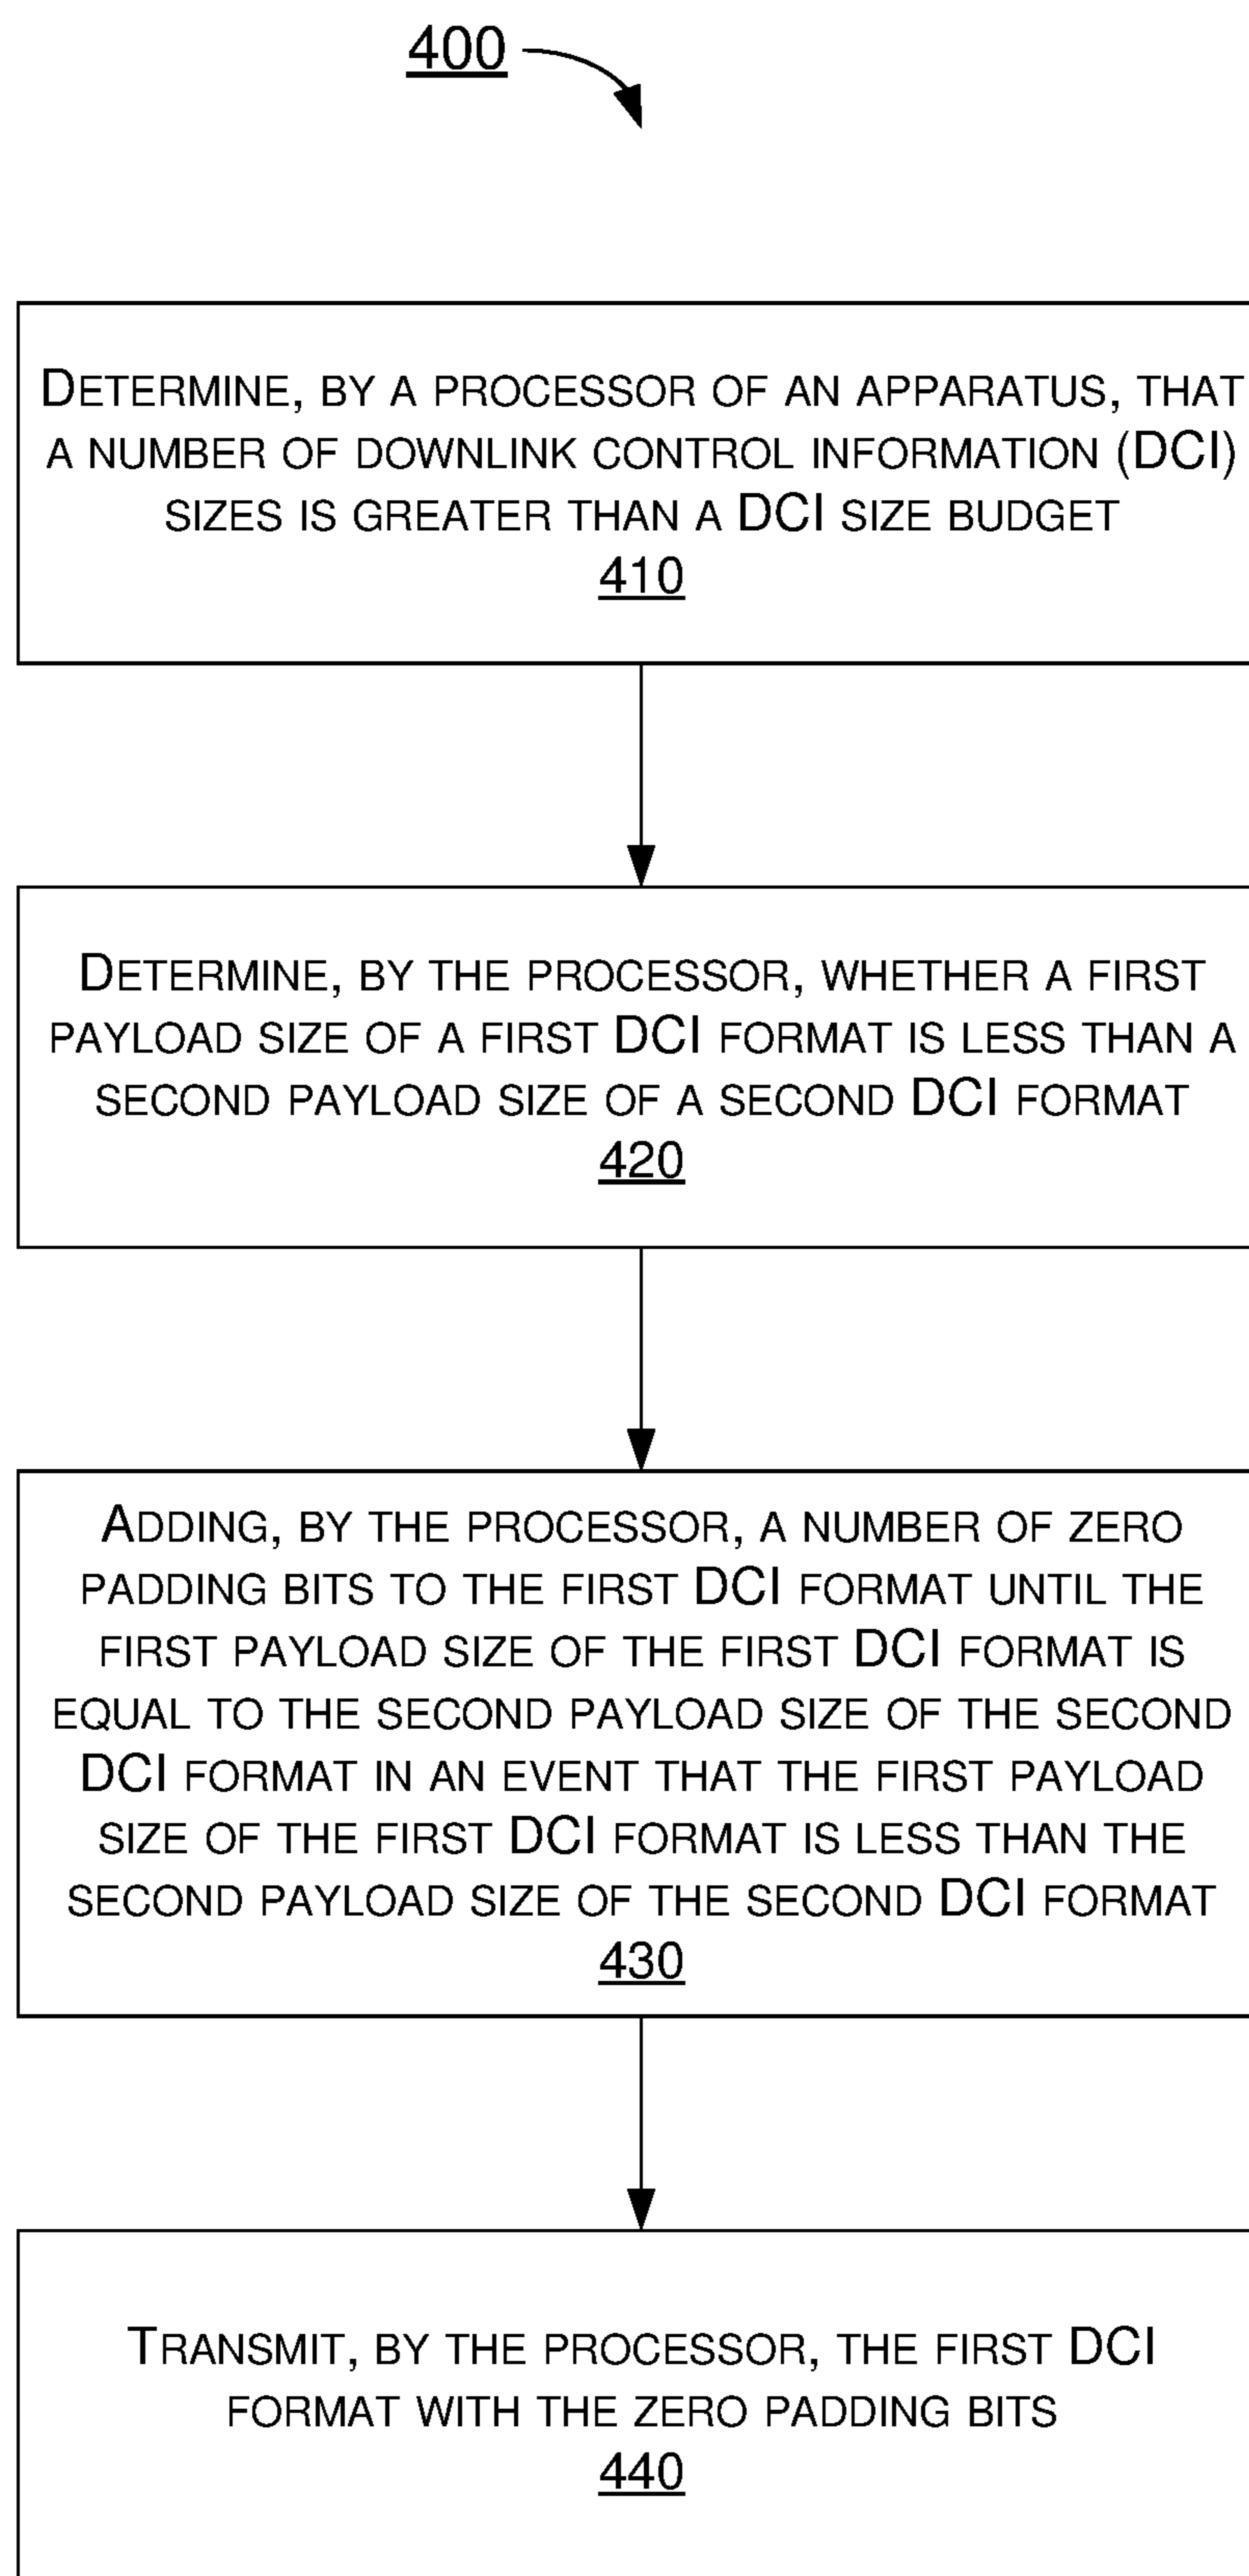 400
DETERMINE, BY A PROCESSOR OF AN APPARATUS, THAT
A NUMBER OF DOWNLINK CONTROL INFORMATION (DCI)
SIZES IS GREATER THAN A DCI SIZE BUDGET
410
DETERMINE, BY THE PROCESSOR, WHETHER A FIRST
PAYLOAD SIZE OF A FIRST DCI FORMAT IS LESS THAN A
SECOND PAYLOAD SIZE OF A SECOND DCI FORMAT
420
ADDING, BY THE PROCESSOR, A NUMBER OF ZERO
PADDING BITS TO THE FIRST DCI FORMAT UNTIL THE
FIRST PAYLOAD SIZE OF THE FIRST DCI FORMAT IS
EQUAL TO THE SECOND PAYLOAD SIZE OF THE SECOND
DCI FORMAT IN AN EVENT THAT THE FIRST PAYLOAD
SIZE OF THE FIRST DCI FORMAT IS LESS THAN THE
SECOND PAYLOAD SIZE OF THE SECOND DCI FORMAT
430
TRANSMIT, BY THE PROCESSOR, THE FIRST DCI
FORMAT WITH THE ZERO PADDING BITS
440